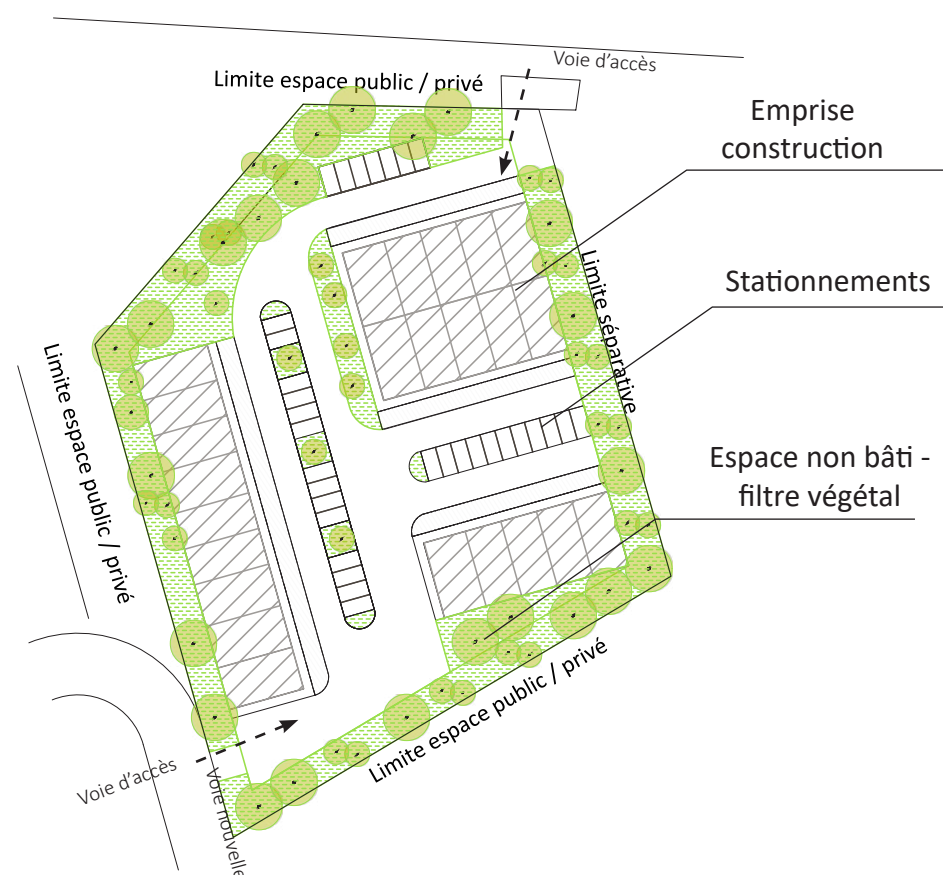 Voie d'accès
Limite espace public / privé
Emprise
construction
Limite séparative
Stationnements
Limite espace public / privé
Espace non bâti -
filtre végétal
Limite espace public / privé
Voie d'accès
Voie nouvelle